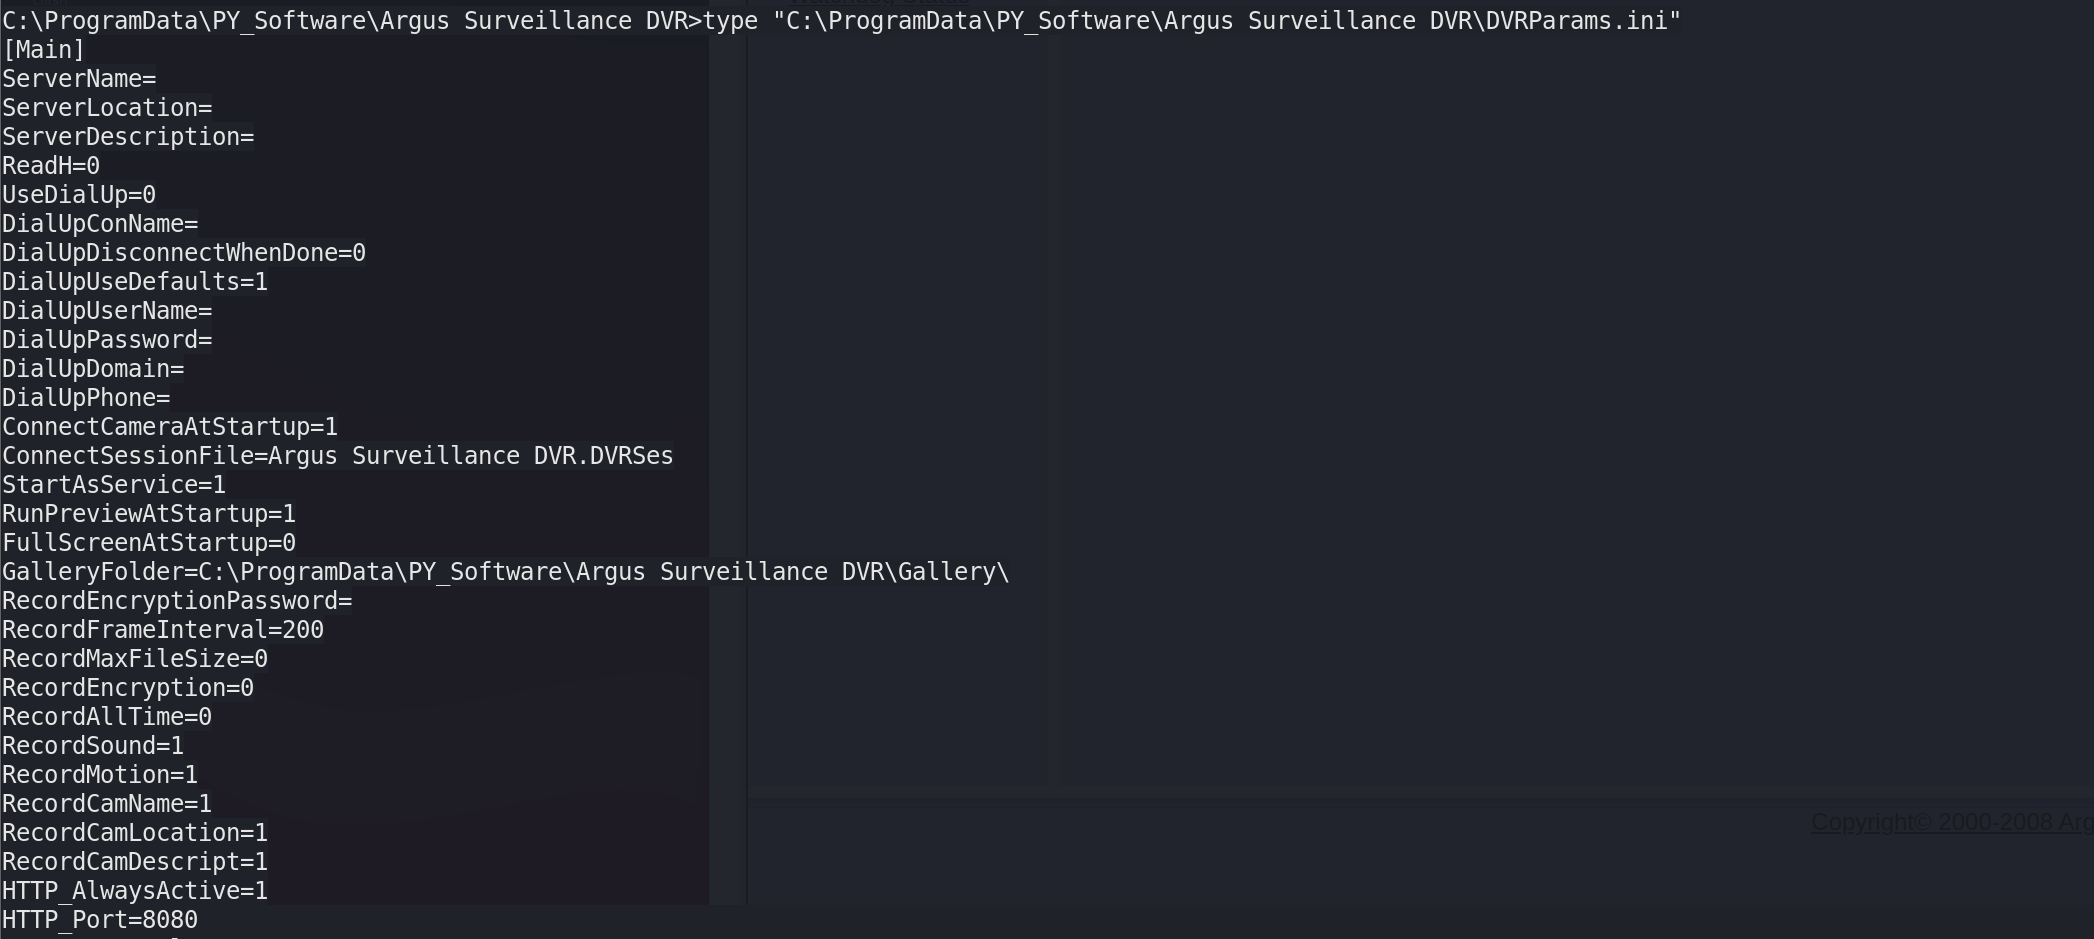 C:\ProgramData\PY_Software\Argus Surveillance DVR>type "C:\ProgramData\PY_Software\Argus Surveillance DVR\DVRParams.ini"
[Main]
ServerName=
ServerLocation=
ServerDescription=
ReadH=0
UseDialUp=0
DialUpConName=
DialUpDisconnectWhenDone=0
DialUpUseDefaults=1
DialUpUserName=
DialUpPassword=
DialUpDomain=
DialUpPhone=
ConnectCameraAtStartup=1
ConnectSessionFile=Argus Surveillance DVR.DVRSes
StartAsService=1
RunPreviewAtStartup=1
FullScreenAtStartup=0
GalleryFolder=C:\ProgramData\PY_Software\Argus Surveillance DVR\Gallery\
RecordEncryptionPassword=
RecordFrameInterval=200
RecordMaxFileSize=0
RecordEncryption=0
RecordAllTime=0
RecordSound=1
RecordMotion=1
RecordCamName=1
RecordCamLocation=1
Copyright© 2000-2008
RecordCamDescript=1
HTTP_AlwaysActive=1
HTTP_Port=8080